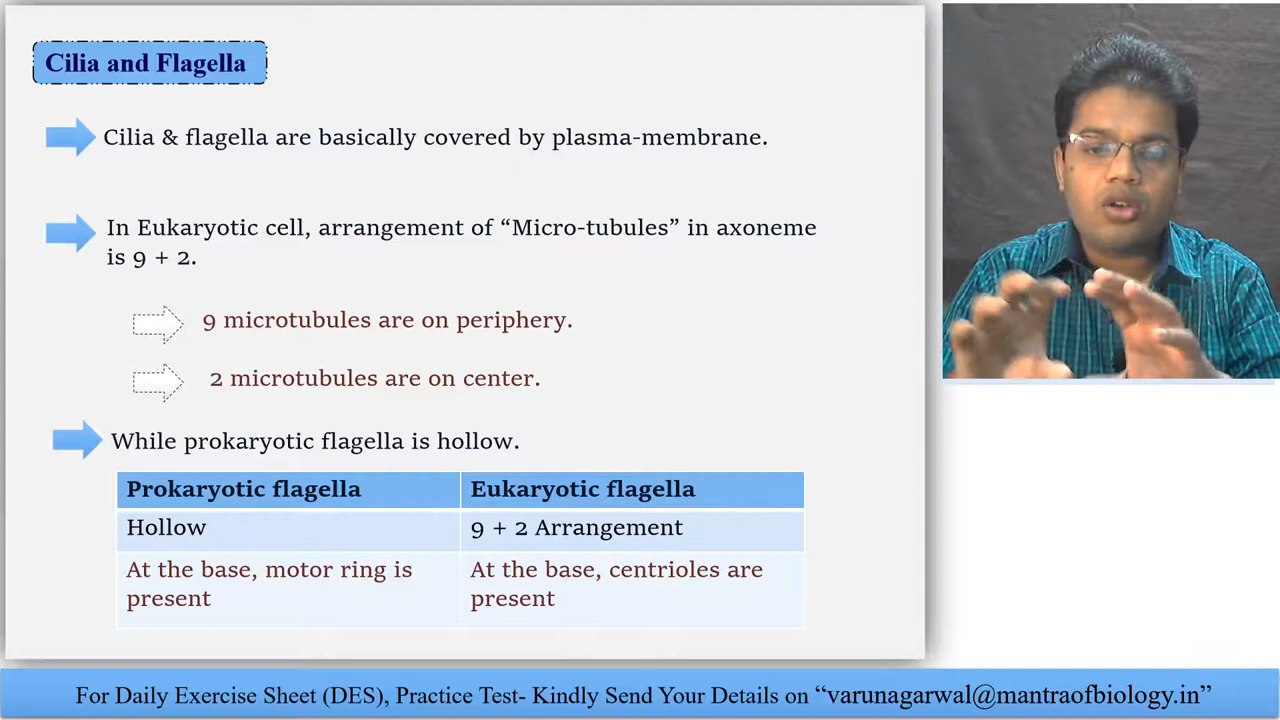 Cilia and Flagella
Cilia & flagella are basically covered by plasma-membrane.
In Eukaryotic cell, arrangement of “Micro-tubules” in axoneme
is 9 + 2.
9 microtubules are on periphery.
2 microtubules are on center.
While prokaryotic flagella is hollow.
Prokaryotic flagella
Eukaryotic flagella
Hollow
9 + 2 Arrangement
At the base, motor ring is
present
At the base, centrioles are
present
For Daily Exercise Sheet (DES), Practice Test- Kindly Send Your Details on “varunagarwal@mantraofbiology.in”